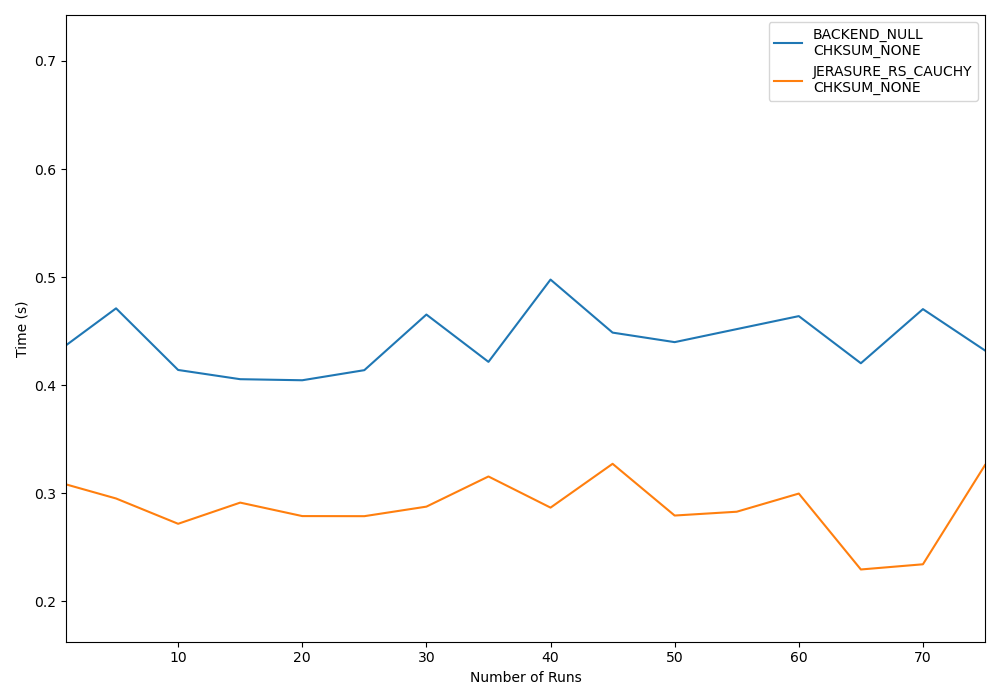 0.7
0.6
0.5
0.4
0.3
0.2
Time (s)
10 20 30 40 50 60 70
Number of Runs
BACKEND_NULL
CHKSUM_NONE
JERASURE_RS_CAUCHY
CHKSUM_NONE